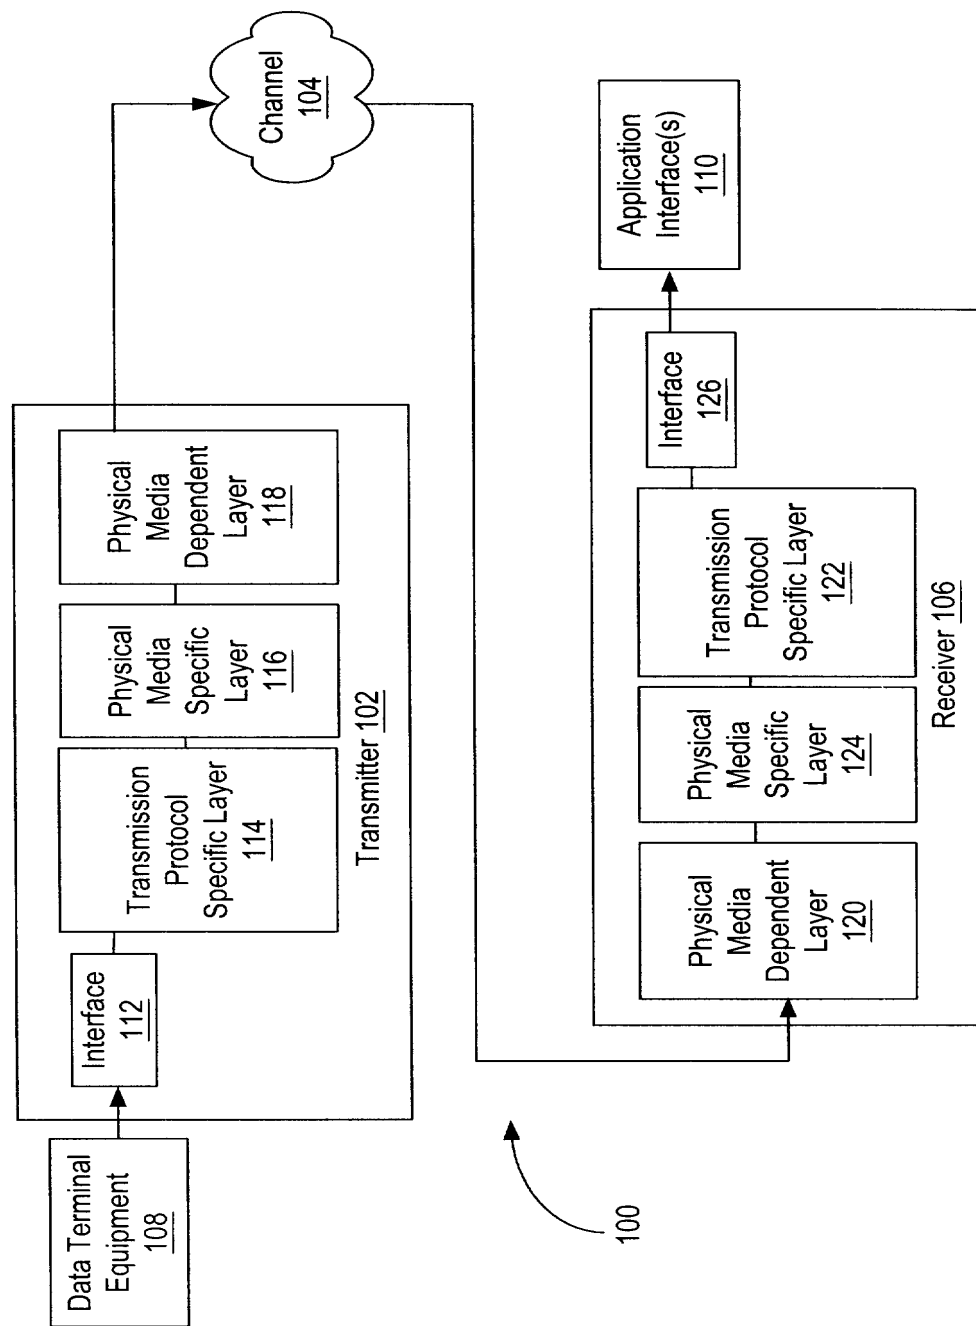 Data Terminal
Equipment
108
Interface
112
Transmission
Protocol
Specific Layer
114
Physical
Media
Specific
Layer
116
Physical
Media
Dependent
Layer
118
Transmitter 102
Channel
104
100
Physical
Media
Dependent
Layer
120
Physical
Media
Specific
Layer
124
Transmission
Protocol
Specific Layer
122
Interface
126
Receiver 106
Application
Interface(s)
110